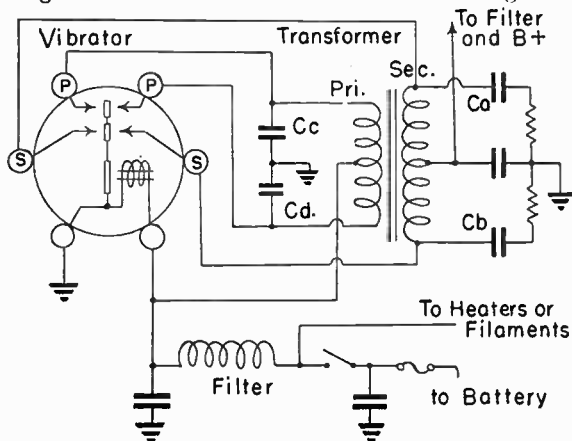 To Filter
and B+
Vibrator
Transformer
Sec.
Pri.
P
P
Ca
Cc
S
S
Cd.
Cb
To Heaters or
Filaments
Filter
to Battery